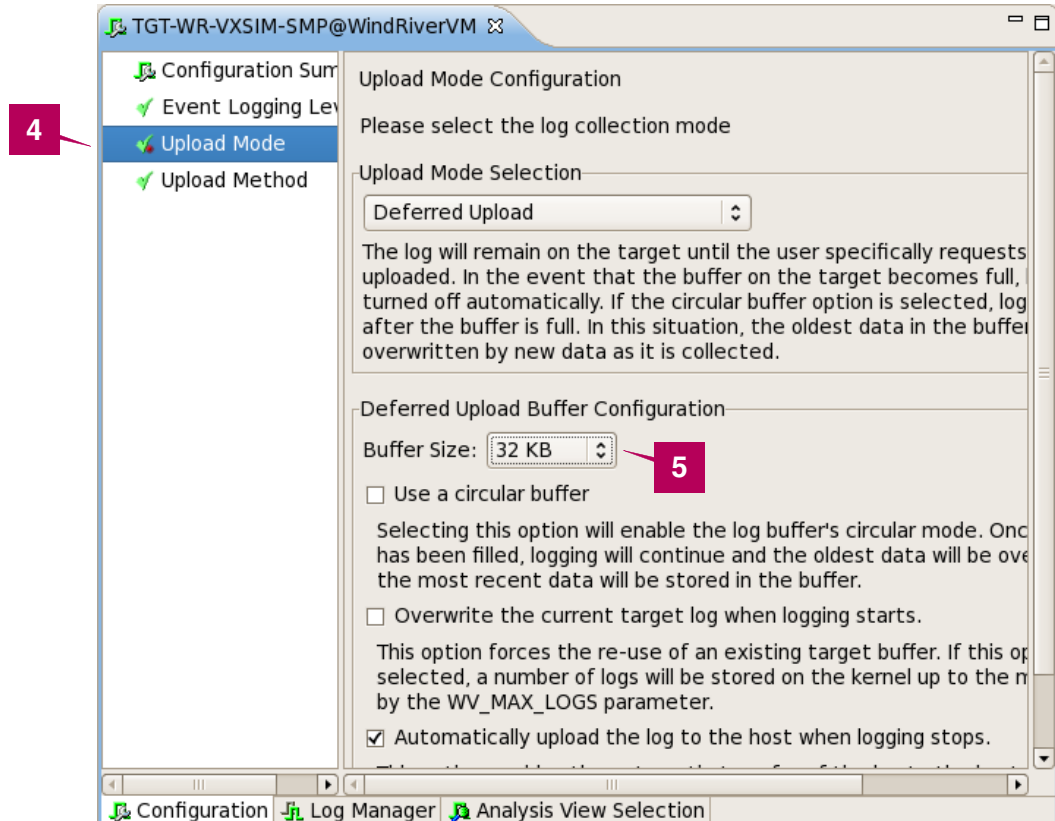 TGT-WR-VXSIM-SMP@WindRiverVM
Configuration Sum
Event Logging Lev
4
Upload Mode
Upload Method
Upload Mode Configuration
Please select the log collection mode
Upload Mode Selection
Deferred Upload
The log will remain on the target until the user specifically requests
uploaded. In the event that the buffer on the target becomes full,
turned off automatically. If the circular buffer option is selected, log
after the buffer is full. In this situation, the oldest data in the buffer
overwritten by new data as it is collected.
Deferred Upload Buffer Configuration
Buffer Size: 32 KB
5
Use a circular buffer
Selecting this option will enable the log buffer's circular mode. Onc
has been filled, logging will continue and the oldest data will be ove
the most recent data will be stored in the buffer.
Overwrite the current target log when logging starts.
This option forces the re-use of an existing target buffer. If this op
selected, a number of logs will be stored on the kernel up to the m
by the WV_MAX_LOGS parameter.
Automatically upload the log to the host when logging stops.
Configuration Log Manager Analysis View Selection